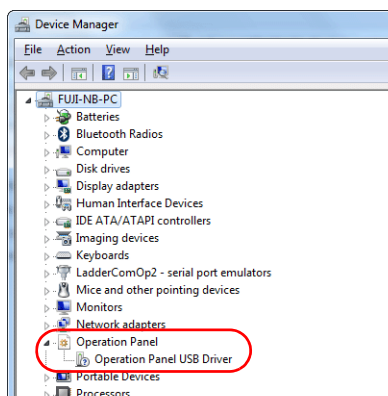 Device Manager
File Action View Help
FUJI-NB-PC
Batteries
Bluetooth Radios
Computer
Disk drives
Display adapters
Human Interface Devices
IDE ATA/ATAPI controllers
Imaging devices
Keyboards
LadderComOp2 - serial port emulators
Mice and other pointing devices
Monitors
Network adapters
Operation Panel
Operation Panel USB Driver
Portable Devices
Processors